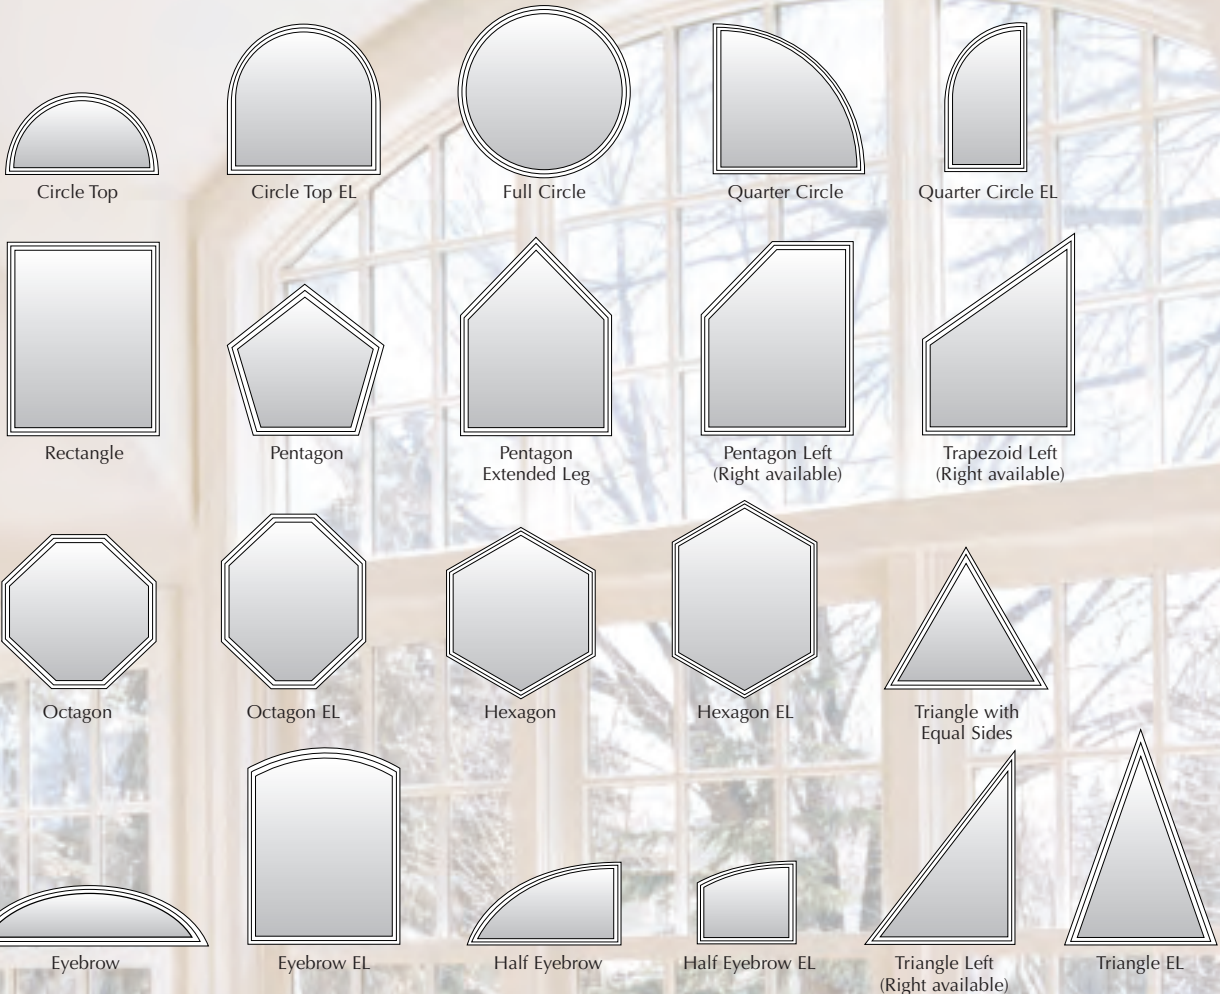 Circle Top
Circle Top EL
Full Circle
Quarter Circle
Quarter Circle EL
Rectangle
Pentagon
Pentagon
Extended Leg
Pentagon Left
(Right available)
Trapezoid Left
(Right available)
Octagon
Octagon EL
Hexagon
Hexagon EL
Triangle with
Equal Sides
Eyebrow
Eyebrow EL
Half Eyebrow
Half Eyebrow EL
Triangle Left
(Right available)
Triangle EL